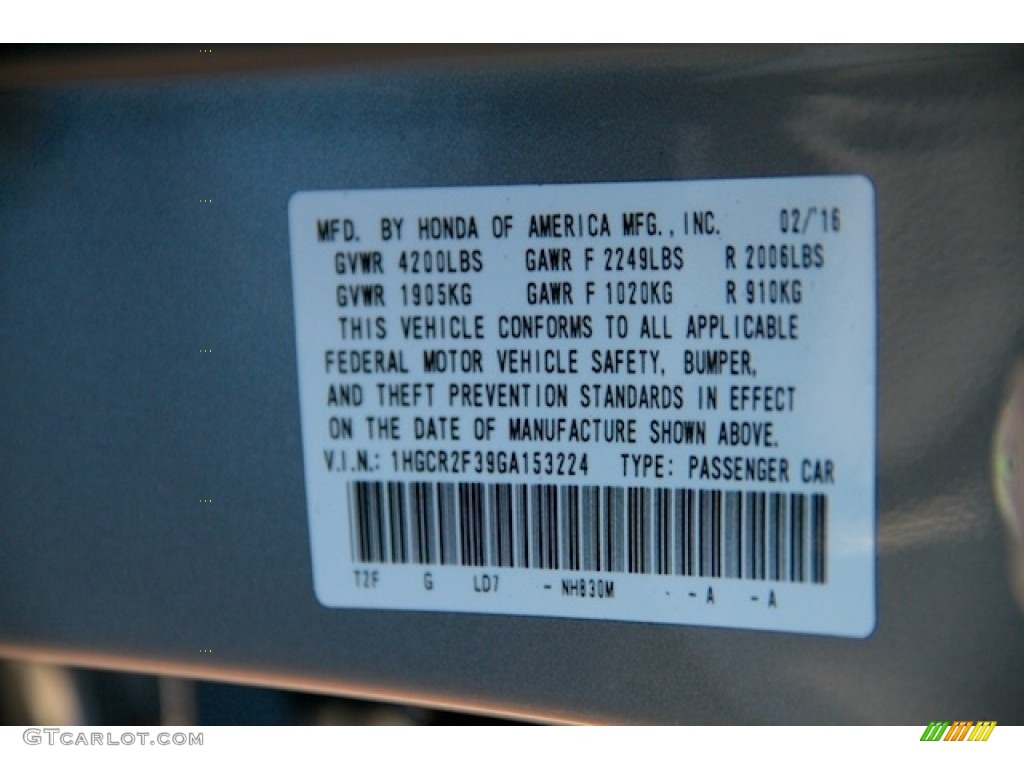 MFD. BY HONDA OF AMERICA MFG., INC. 02/'16
GVWR 4200LBS GAWR F 2249LBS R 2006LBS
GVWR 1905KG GAWR F 1020KG R 910KG
THIS VEHICLE CONFORMS TO ALL APPLICABLE
FEDERAL MOTOR VEHICLE SAFETY, BUMPER,
AND THEFT PREVENTION STANDARDS IN EFFECT
ON THE DATE OF MANUFACTURE SHOWN ABOVE.
V.I.N.: 1HGCR2F39GA153224 TYPE: PASSENGER CAR
T2F G LD7 - NH830M - A - A
GTcarlot.com